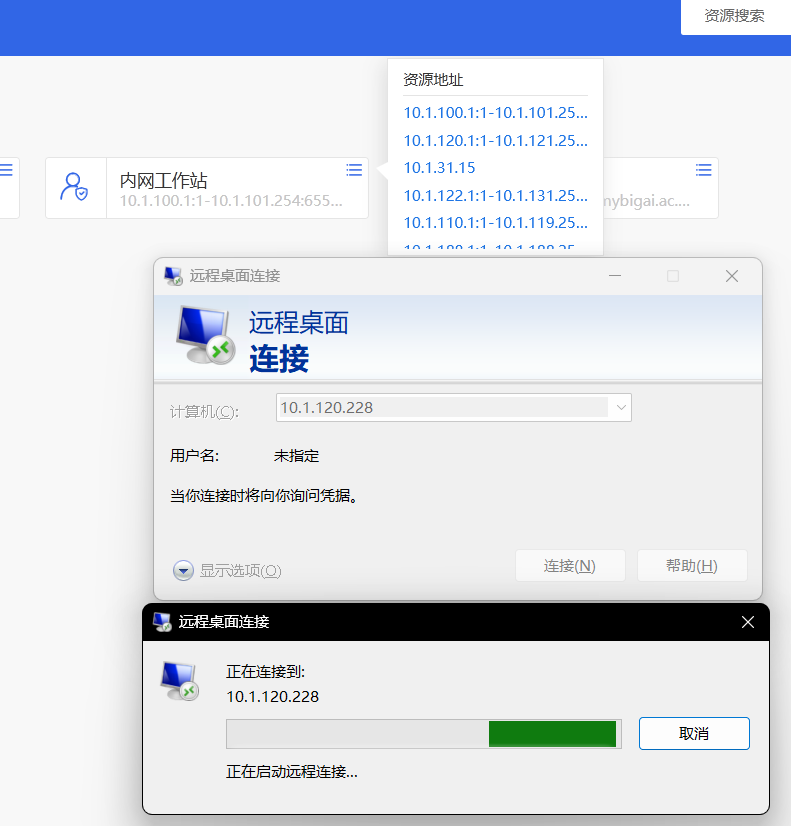 资源搜索
资源地址
10.1.100.1:1-10.1.101.25...
10.1.120.1:1-10.1.121.25...
10.1.31.15
10.1.122.1:1-10.1.131.25...
10.1.110.1:1-10.1.119.25...
内网工作站
10.1.100.1:1-10.1.101.254:655...
mybigai.ac....
远程桌面连接
远程桌面
连接
计算机(C):
10.1.120.228
用户名:
未指定
当你连接时将向你询问凭据。
显示选项(O)
连接(N)
帮助(H)
远程桌面连接
正在连接到:
10.1.120.228
取消
正在启动远程连接...